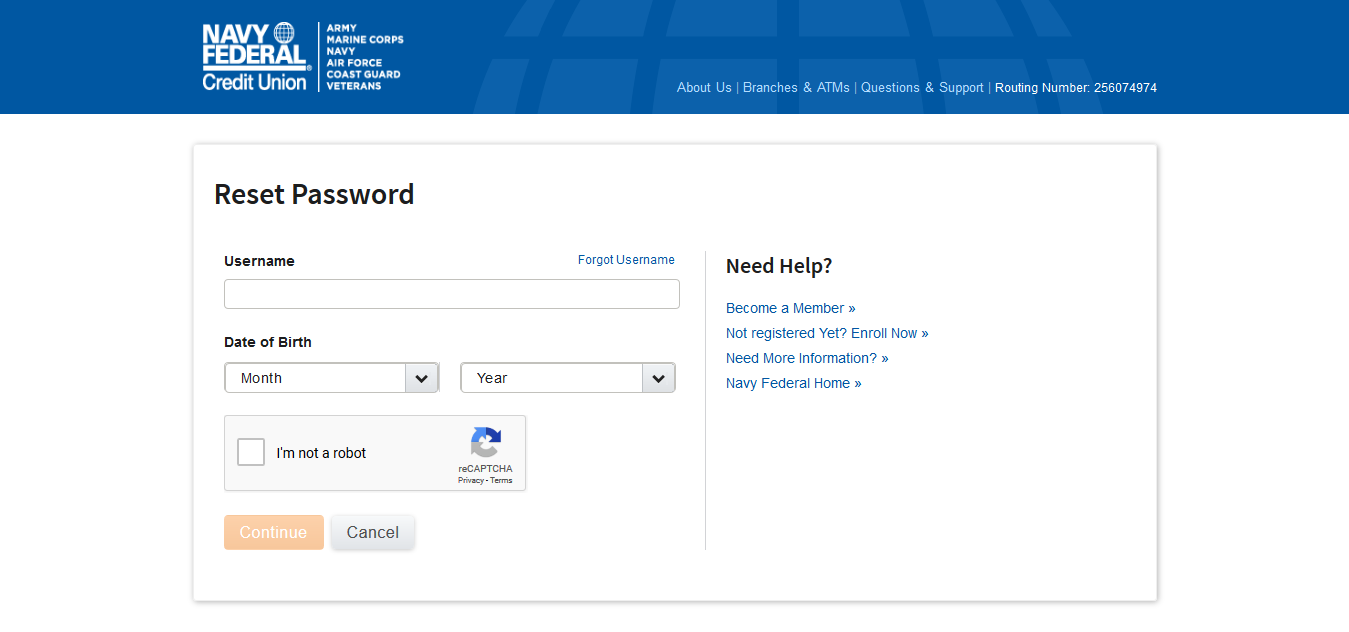 NAVY
FEDERAL®
Credit Union
ARMY
MARINE CORPS
NAVY
AIR FORCE
COAST GUARD
VETERANS
About Us | Branches & ATMs | Questions & Support | Routing Number: 256074974
Reset Password
Username
Forgot Username
Date of Birth
Month
Year
I'm not a robot
reCAPTCHA
Privacy - Terms
Continue
Cancel
Need Help?
Become a Member »
Not registered Yet? Enroll Now »
Need More Information? »
Navy Federal Home »